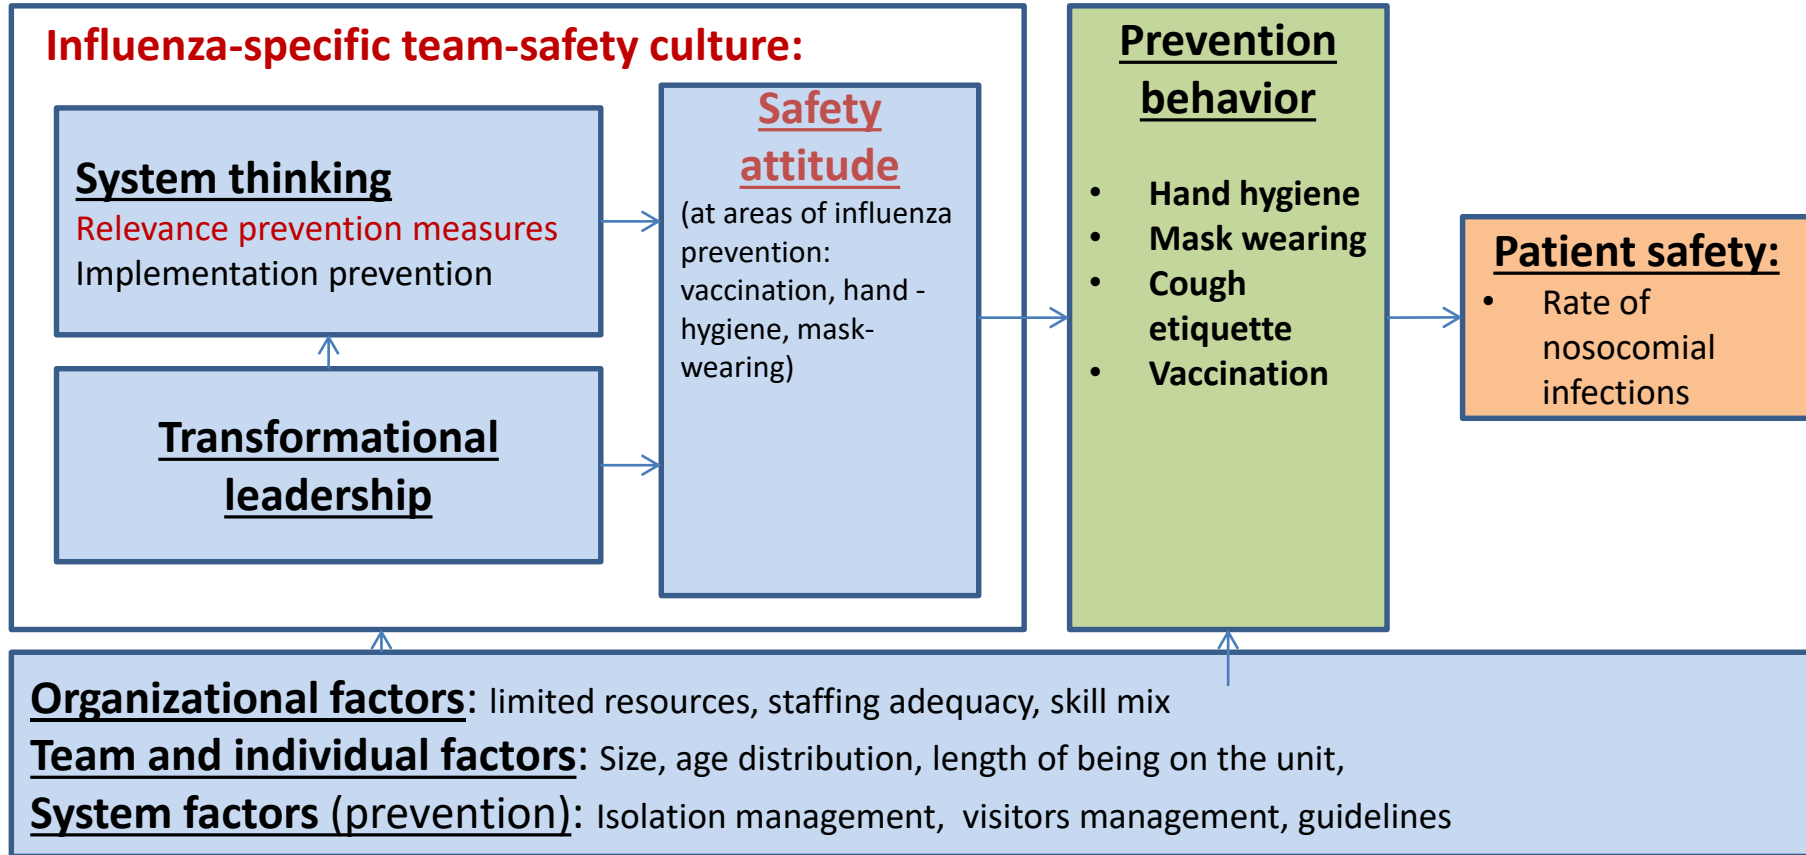 Influenza-specific team-safety culture:
System thinking
Relevance prevention measures
Implementation prevention
Transformational
leadership
Safety
attitude
(at areas of influenza
prevention:
vaccination, hand -
hygiene, mask-
wearing)
Prevention
behavior
• Hand hygiene
• Mask wearing
• Cough
etiquette
• Vaccination
Patient safety:
• Rate of
nosocomial
infections
Organizational factors: limited resources, staffing adequacy, skill mix
Team and individual factors: Size, age distribution, length of being on the unit,
System factors (prevention): Isolation management, visitors management, guidelines